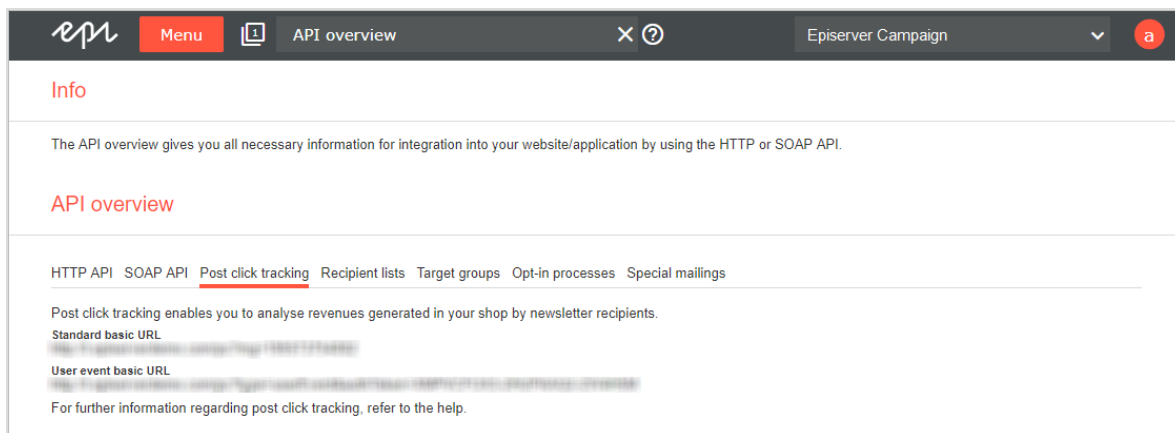 epi Menu 1 API overview Episerver Campaign a
Info
The API overview gives you all necessary information for integration into your website/application by using the HTTP or SOAP API.
API overview
HTTP API SOAP API Post click tracking Recipient lists Target groups Opt-in processes Special mailings
Post click tracking enables you to analyse revenues generated in your shop by newsletter recipients.
Standard basic URL
User event basic URL
For further information regarding post click tracking, refer to the help.